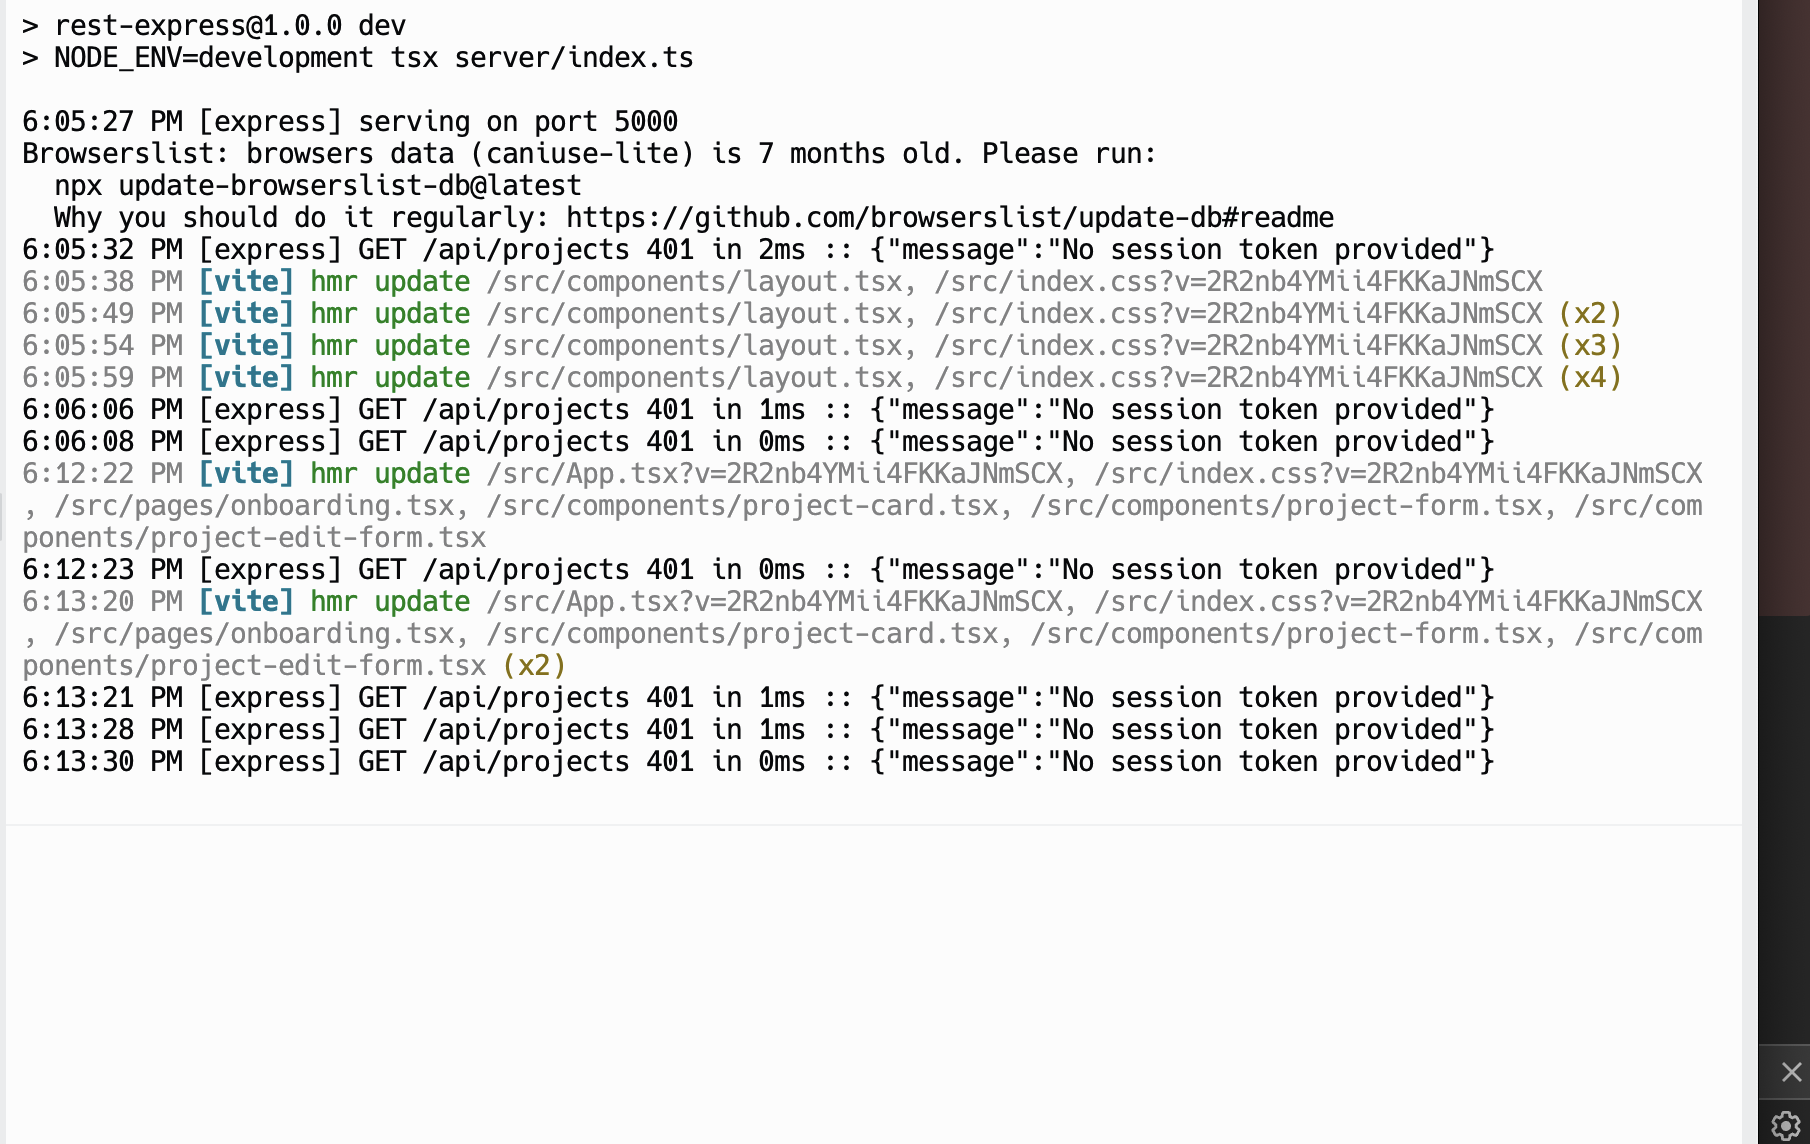 > rest-express@1.0.0 dev
> NODE_ENV=development tsx server/index.ts
6:05:27 PM [express] serving on port 5000
Browserslist: browsers data (caniuse-lite) is 7 months old. Please run:
  npx update-browserslist-db@latest
  Why you should do it regularly: https://github.com/browserslist/update-db#readme
6:05:32 PM [express] GET /api/projects 401 in 2ms :: {"message":"No session token provided"}
6:05:38 PM [vite] hmr update /src/components/layout.tsx, /src/index.css?v=2R2nb4YMii4FKKaJNmSCX
6:05:49 PM [vite] hmr update /src/components/layout.tsx, /src/index.css?v=2R2nb4YMii4FKKaJNmSCX (x2)
6:05:54 PM [vite] hmr update /src/components/layout.tsx, /src/index.css?v=2R2nb4YMii4FKKaJNmSCX (x3)
6:05:59 PM [vite] hmr update /src/components/layout.tsx, /src/index.css?v=2R2nb4YMii4FKKaJNmSCX (x4)
6:06:06 PM [express] GET /api/projects 401 in 1ms :: {"message":"No session token provided"}
6:06:08 PM [express] GET /api/projects 401 in 0ms :: {"message":"No session token provided"}
6:12:22 PM [vite] hmr update /src/App.tsx?v=2R2nb4YMii4FKKaJNmSCX, /src/index.css?v=2R2nb4YMii4FKKaJNmSCX
, /src/pages/onboarding.tsx, /src/components/project-card.tsx, /src/components/project-form.tsx, /src/com
ponents/project-edit-form.tsx
6:12:23 PM [express] GET /api/projects 401 in 0ms :: {"message":"No session token provided"}
6:13:20 PM [vite] hmr update /src/App.tsx?v=2R2nb4YMii4FKKaJNmSCX, /src/index.css?v=2R2nb4YMii4FKKaJNmSCX
, /src/pages/onboarding.tsx, /src/components/project-card.tsx, /src/components/project-form.tsx, /src/com
ponents/project-edit-form.tsx (x2)
6:13:21 PM [express] GET /api/projects 401 in 1ms :: {"message":"No session token provided"}
6:13:28 PM [express] GET /api/projects 401 in 1ms :: {"message":"No session token provided"}
6:13:30 PM [express] GET /api/projects 401 in 0ms :: {"message":"No session token provided"}